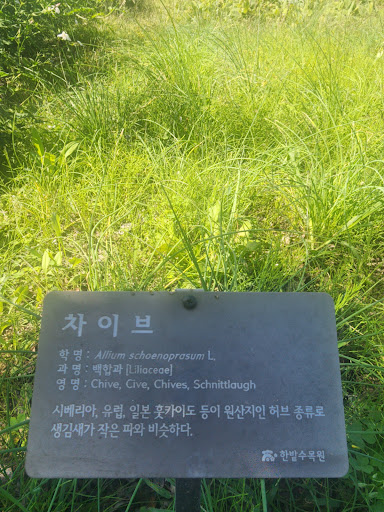 차이브
학 명 : Allium schoenoprasum L.
과 명 : 백합과 [Liliaceae]
영 명 : Chive, Cive, Chives, Schnittlaugh
시베리아, 유럽, 일본 홋카이도 등이 원산지인 허브 종류로
생김새가 작은 파와 비슷하다.
한밭수목원